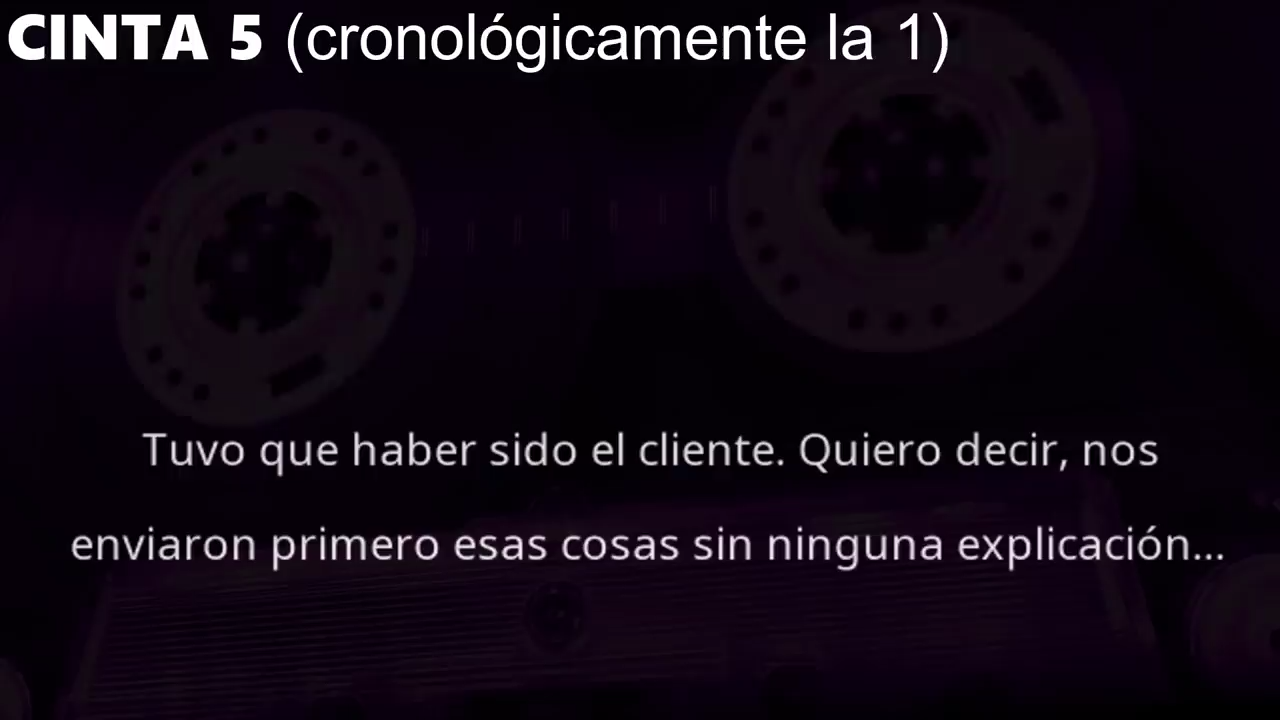 CINTA 5 (cronológicamente la 1)
Tuvo que haber sido el cliente. Quiero decir, nos
enviaron primero esas cosas sin ninguna explicación...